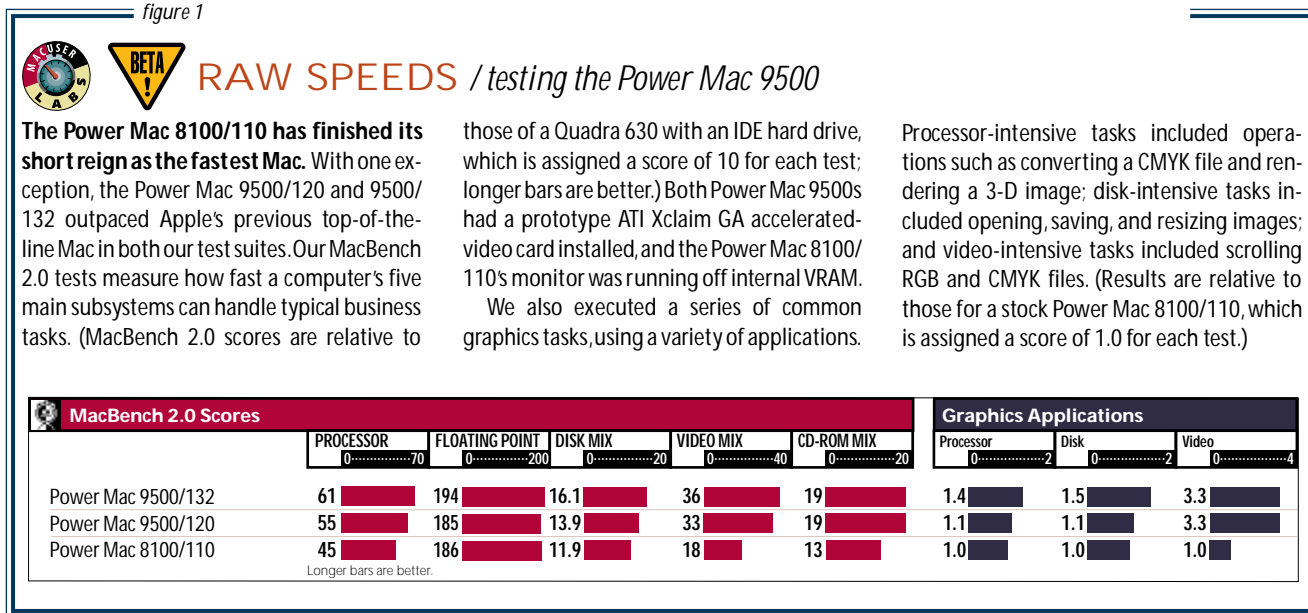 figure 1
MACUSER
LABS
BETA
!
RAW SPEEDS / testing the Power Mac 9500
The Power Mac 8100/110 has finished its
short reign as the fastest Mac. With one ex-
ception, the Power Mac 9500/120 and 9500/
132 outpaced Apple's previous top-of-the-
line Mac in both our test suites. Our MacBench
2.0 tests measure how fast a computer's five
main subsystems can handle typical business
tasks. (MacBench 2.0 scores are relative to
those of a Quadra 630 with an IDE hard drive,
which is assigned a score of 10 for each test;
longer bars are better.) Both Power Mac 9500s
had a prototype ATI Xclaim GA accelerated-
video card installed, and the Power Mac 8100/
110's monitor was running off internal VRAM.
We also executed a series of common
graphics tasks, using a variety of applications.
Processor-intensive tasks included opera-
tions such as converting a CMYK file and ren-
dering a 3-D image; disk-intensive tasks in-
cluded opening, saving, and resizing images;
and video-intensive tasks included scrolling
RGB and CMYK files. (Results are relative to
those for a stock Power Mac 8100/110, which
is assigned a score of 1.0 for each test.)
MacBench 2.0 Scores Graphics Applications
PROCESSOR FLOATING POINT DISK MIX VIDEO MIX CD-ROM MIX Processor Disk Video
0··············70 0·············200 0··············20 0··············40 0··············20 0···············2 0···············2 0···············4
Power Mac 9500/132 61 194 16.1 36 19 1.4 1.5 3.3
Power Mac 9500/120 55 185 13.9 33 19 1.1 1.1 3.3
Power Mac 8100/110 45 186 11.9 18 13 1.0 1.0 1.0
Longer bars are better.